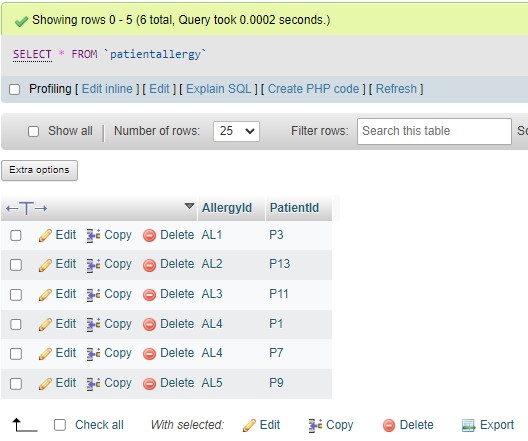 Showing rows 0 - 5 (6 total, Query took 0.0002 seconds.)
SELECT * FROM `patientallergy`
Profiling [ Edit inline ] [ Edit ] [ Explain SQL ] [ Create PHP code ] [ Refresh ]
Show all Number of rows: 25 Filter rows: Search this table So
Extra options
←T→ AllergyId PatientId
Edit Copy Delete AL1 P3
Edit Copy Delete AL2 P13
Edit Copy Delete AL3 P11
Edit Copy Delete AL4 P1
Edit Copy Delete AL4 P7
Edit Copy Delete AL5 P9
Check all With selected: Edit Copy Delete Export